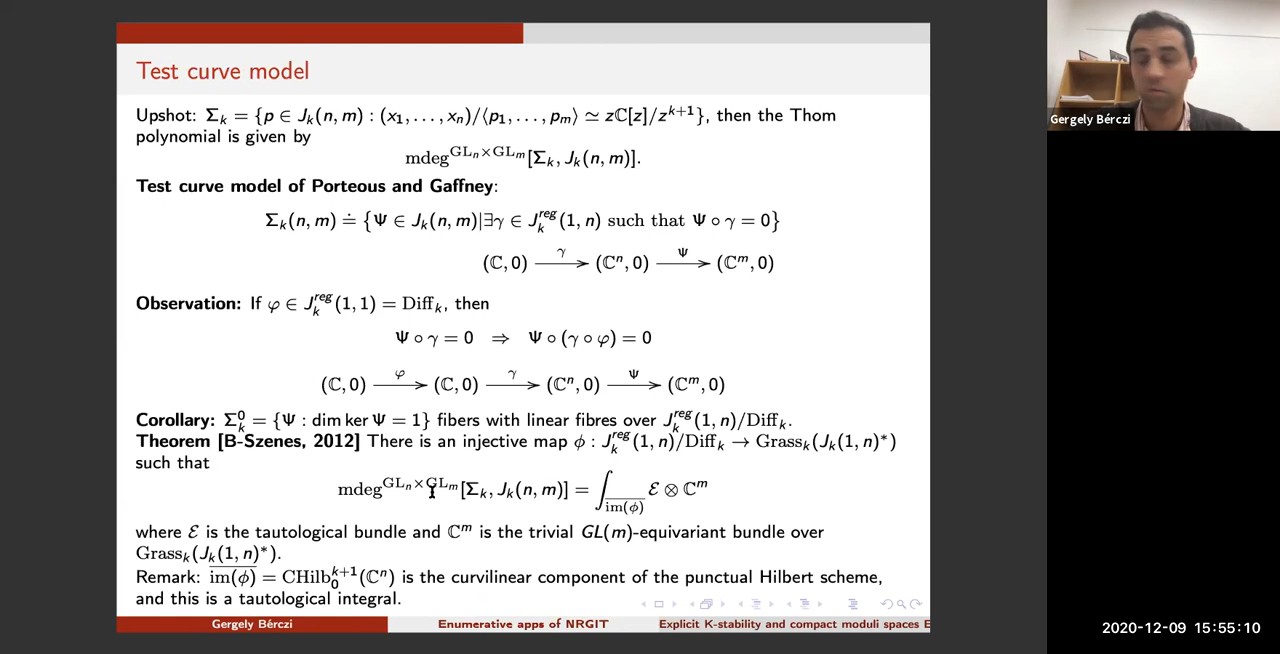 Test curve model
Upshot: Σ_k = {p ∈ J_k(n, m) : (x_1, . . . , x_n)/⟨p_1, . . . , p_m⟩ ≃ zℂ[z]/z^{k+1}}, then the Thom
polynomial is given by
mdeg^{GL_n×GL_m}[Σ_k, J_k(n, m)].
Test curve model of Porteous and Gaffney:
Σ_k(n, m) ≐ {Ψ ∈ J_k(n, m)|∃γ ∈ J_k^{reg}(1, n) such that Ψ ∘ γ = 0}
(ℂ, 0) —γ→ (ℂ^n, 0) —Ψ→ (ℂ^m, 0)
Observation: If φ ∈ J_k^{reg}(1, 1) = Diff_k, then
Ψ ∘ γ = 0 ⇒ Ψ ∘ (γ ∘ φ) = 0
(ℂ, 0) —φ→ (ℂ, 0) —γ→ (ℂ^n, 0) —Ψ→ (ℂ^m, 0)
Corollary: Σ_k^0 = {Ψ : dim ker Ψ = 1} fibers with linear fibres over J_k^{reg}(1, n)/Diff_k.
Theorem [B-Szenes, 2012] There is an injective map ϕ : J_k^{reg}(1, n)/Diff_k → Grass_k(J_k(1, n)*)
such that
mdeg^{GL_n×GL_m}[Σ_k, J_k(n, m)] = ∫_{\overline{im(ϕ)}} ℰ ⊗ ℂ^m
where ℰ is the tautological bundle and ℂ^m is the trivial GL(m)-equivariant bundle over
Grass_k(J_k(1, n)*).
Remark: \overline{im(ϕ)} = CHilb_0^{k+1}(ℂ^n) is the curvilinear component of the punctual Hilbert scheme,
and this is a tautological integral.
Gergely Bérczi Enumerative apps of NRGIT Explicit K-stability and compact moduli spaces E
Gergely Bérczi
2020-12-09 15:55:10